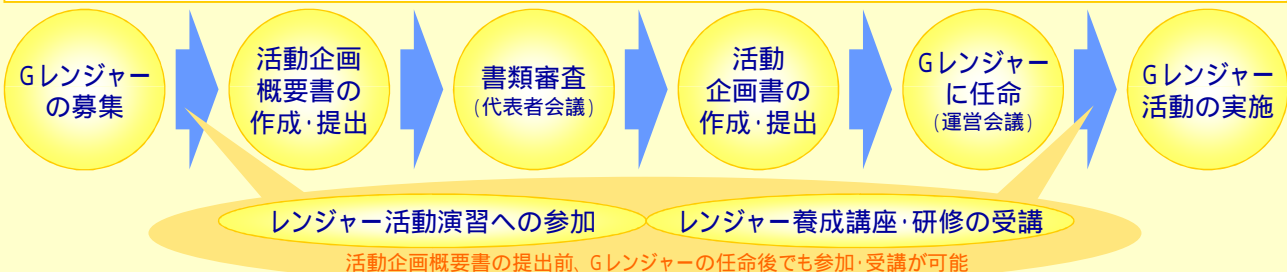 Gレンジャー
の募集
活動企画
概要書の
作成・提出
書類審査
(代表者会議)
活動
企画書の
作成・提出
Gレンジャー
に任命
(運営会議)
Gレンジャー
活動の実施
レンジャー活動演習への参加
レンジャー養成講座・研修の受講
活動企画概要書の提出前、Gレンジャーの任命後でも参加・受講が可能